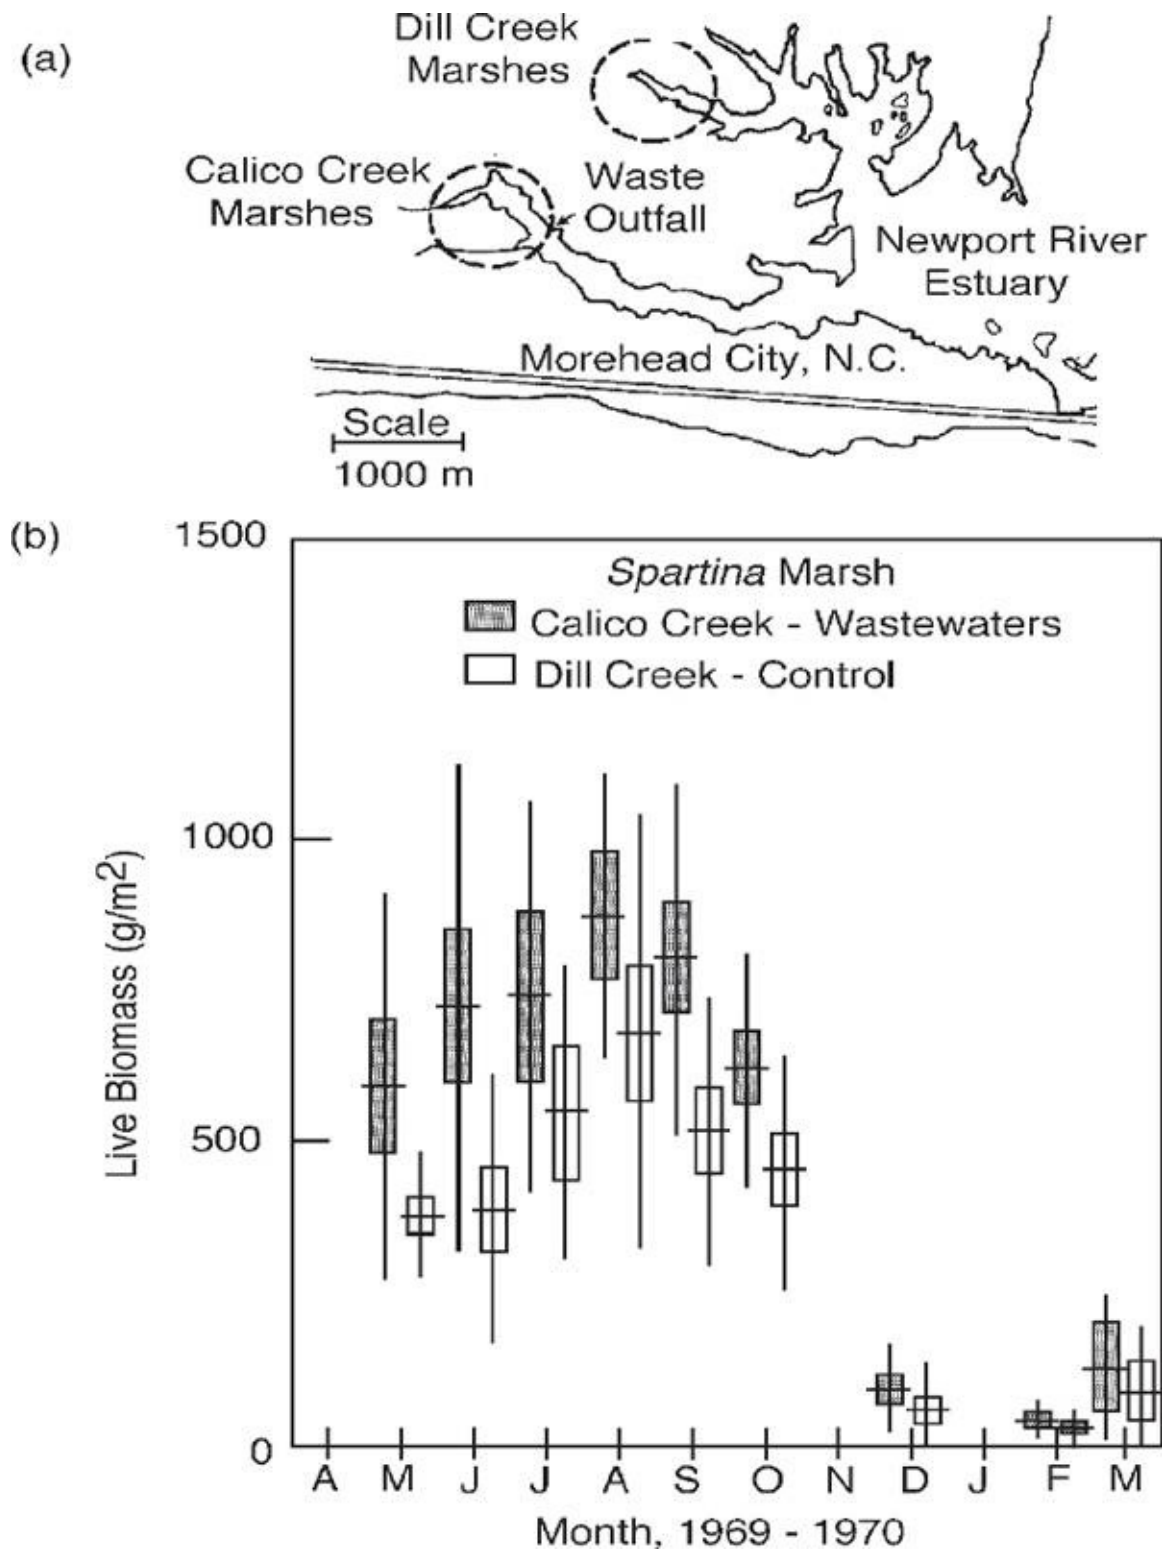 (a)
Dill Creek
Marshes
Calico Creek
Marshes
Waste
Outfall
Newport River
Estuary
Morehead City, N.C.
Scale
1000 m
(b)
1500
1000
500
0
Live Biomass (g/m2)
Spartina Marsh
Calico Creek - Wastewaters
Dill Creek - Control
A M J J A S O N D J F M
Month, 1969 - 1970